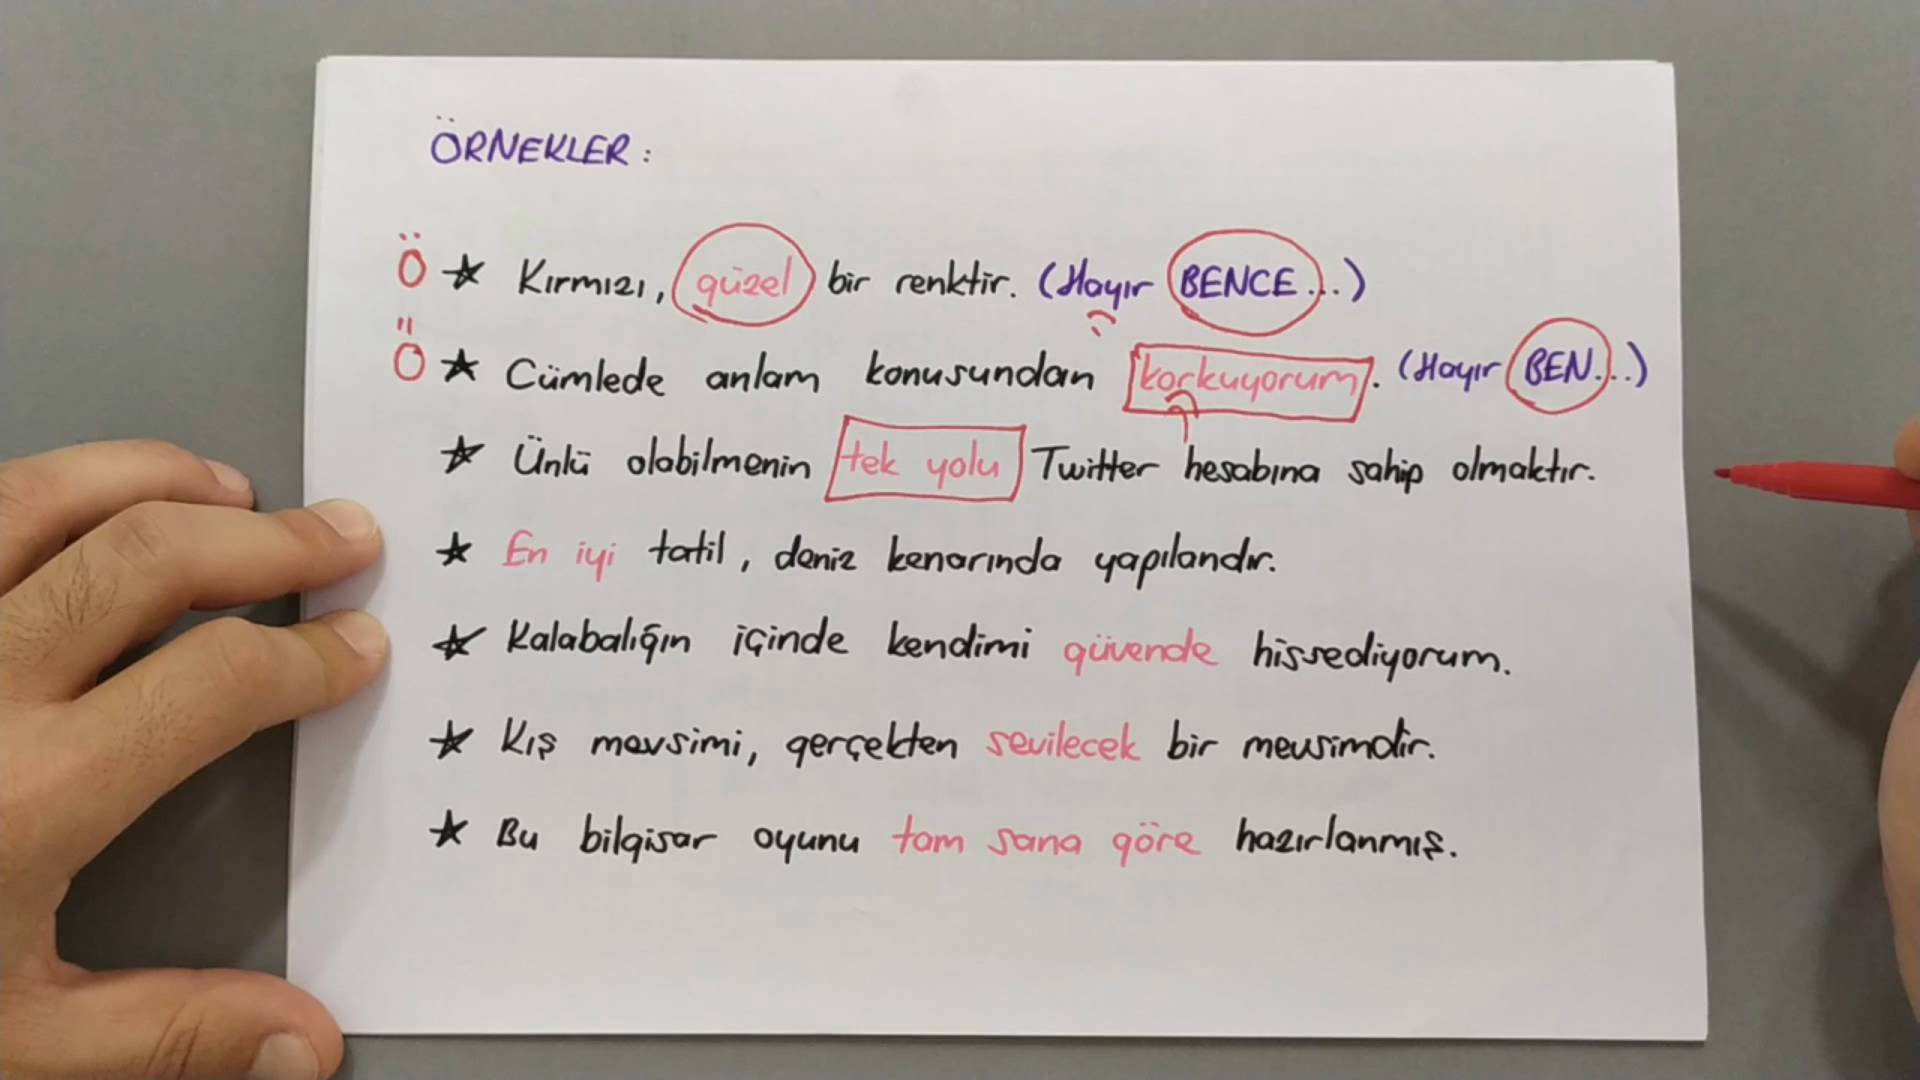 ÖRNEKLER:
Ö ★ Kırmızı, güzel bir renktir. (Hayır BENCE...)
Ö ★ Cümlede anlam konusundan korkuyorum. (Hayır BEN...)
★ Ünlü olabilmenin tek yolu Twitter hesabına sahip olmaktır.
★ En iyi tatil, deniz kenarında yapılandır.
★ Kalabalığın içinde kendimi güvende hissediyorum.
★ Kış mevsimi, gerçekten sevilecek bir mevsimdir.
★ Bu bilgisar oyunu tam sana göre hazırlanmış.